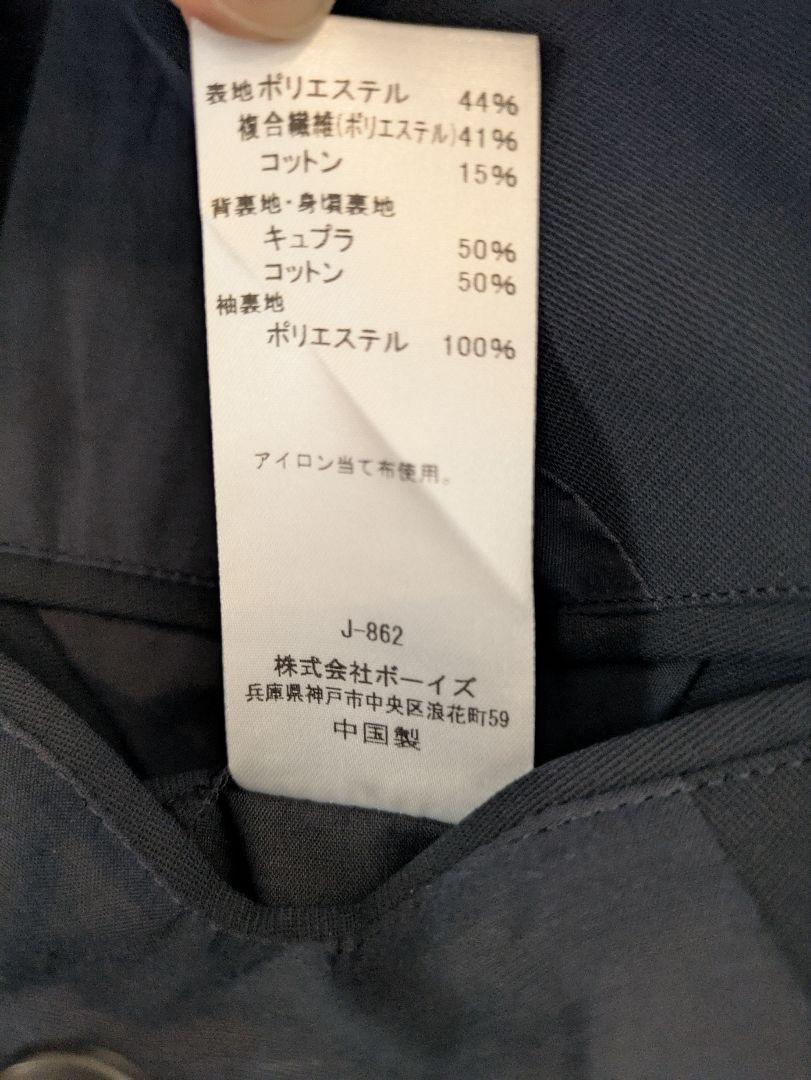 表地ポリエステル 44%
複合繊維(ポリエステル)41%
コットン 15%
背裏地・身頃裏地
キュプラ 50%
コットン 50%
袖裏地
ポリエステル 100%
アイロン当て布使用。
J-862
株式会社ボーイズ
兵庫県神戸市中央区浪花町59
中国製